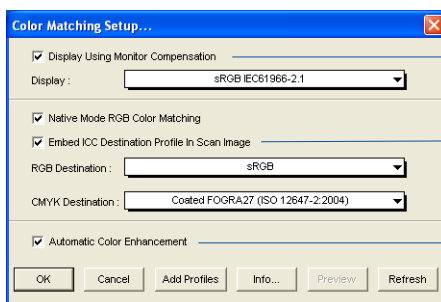 Color Matching Setup...
Display Using Monitor Compensation
Display : sRGB IEC61966-2.1
Native Mode RGB Color Matching
Embed ICC Destination Profile In Scan Image
RGB Destination : sRGB
CMYK Destination : Coated FOGRA27 (ISO 12647-2:2004)
Automatic Color Enhancement
OK Cancel Add Profiles Info... Preview Refresh